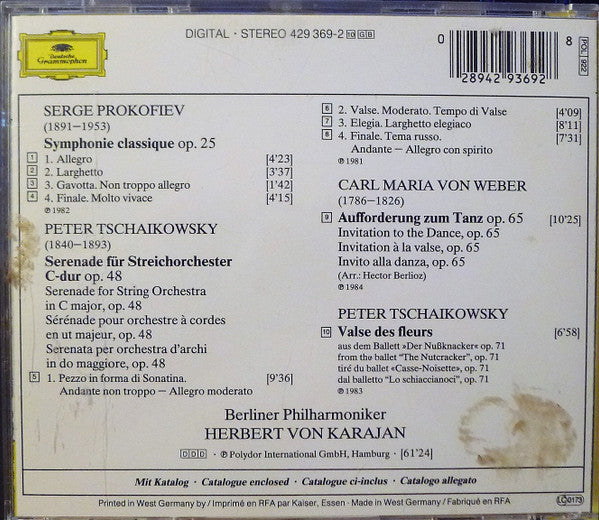 Deutsche
Grammophon
DIGITAL · STEREO 429 369-2 10 GB
0
28942 93692
8
POL. 922
SERGE PROKOFIEV
(1891–1953)
Symphonie classique op. 25
1 1. Allegro [4'23]
2 2. Larghetto [3'37]
3 3. Gavotta. Non troppo allegro [1'42]
4 4. Finale. Molto vivace [4'15]
℗ 1982
PETER TSCHAIKOWSKY
(1840–1893)
Serenade für Streichorchester
C-dur op. 48
Serenade for String Orchestra
in C major, op. 48
Sérénade pour orchestre à cordes
en ut majeur, op. 48
Serenata per orchestra d'archi
in do maggiore, op. 48
5 1. Pezzo in forma di Sonatina. [9'36]
Andante non troppo – Allegro moderato
6 2. Valse. Moderato. Tempo di Valse [4'09]
7 3. Elegia. Larghetto elegiaco [8'11]
8 4. Finale. Tema russo. [7'31]
Andante – Allegro con spirito
℗ 1981
CARL MARIA VON WEBER
(1786–1826)
9 Aufforderung zum Tanz op. 65 [10'25]
Invitation to the Dance, op. 65
Invitation à la valse, op. 65
Invito alla danza, op. 65
(Arr.: Hector Berlioz)
℗ 1984
PETER TSCHAIKOWSKY
10 Valse des fleurs [6'58]
aus dem Ballett »Der Nußknacker« op. 71
from the ballet "The Nutcracker", op. 71
tiré du ballet «Casse-Noisette», op. 71
dal balletto "Lo schiaccianoci", op. 71
℗ 1983
Berliner Philharmoniker
HERBERT VON KARAJAN
DDD · ℗ Polydor International GmbH, Hamburg · [61'24]
Mit Katalog · Catalogue enclosed · Catalogue ci-inclus · Catalogo allegato
Printed in West Germany by / Imprimé en RFA par Kaiser, Essen · Made in West Germany / Fabriqué en RFA
LC 0173